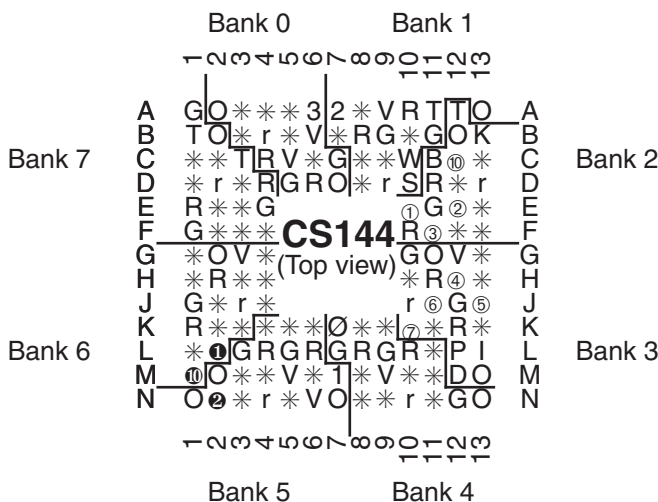 Bank 0 Bank 1
1 2 3 4 5 6 7 8 9 10 11 12 13
A G O ✳ ✳ ✳ 3 2 ✳ V R T T O A
B T O ✳ r ✳ V ✳ R G ✳ G O K B
Bank 7 C ✳ ✳ T R V ✳ G ✳ ✳ W B ⑩ ✳ C Bank 2
D ✳ r ✳ R G R O ✳ r S R ✳ r D
E R ✳ ✳ G ① G ② ✳ E
F G ✳ ✳ ✳ CS144 R ③ ✳ ✳ F
G ✳ O V ✳ (Top view) G O V ✳ G
H ✳ R ✳ ✳ ✳ R ④ ✳ H
J G ✳ r ✳ r ⑥ G ⑤ J
K R ✳ ✳ ✳ ✳ ✳ Ø ✳ ✳ ⑦ ✳ R ✳ K
Bank 6 L ✳ ❶ G R G R G R G R ✳ P I L Bank 3
M ❿ O ✳ ✳ V ✳ 1 ✳ V ✳ ✳ D O M
N O ❷ ✳ r ✳ V O ✳ ✳ r ✳ G O N
1 2 3 4 5 6 7 8 9 10 11 12 13
Bank 5 Bank 4